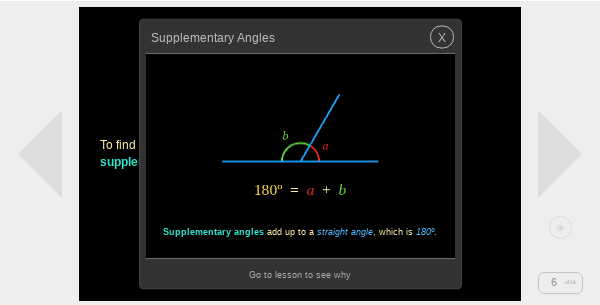 Supplementary Angles
X
To find
supple
b
a
180º = a + b
Supplementary angles add up to a straight angle, which is 180º.
Go to lesson to see why
6